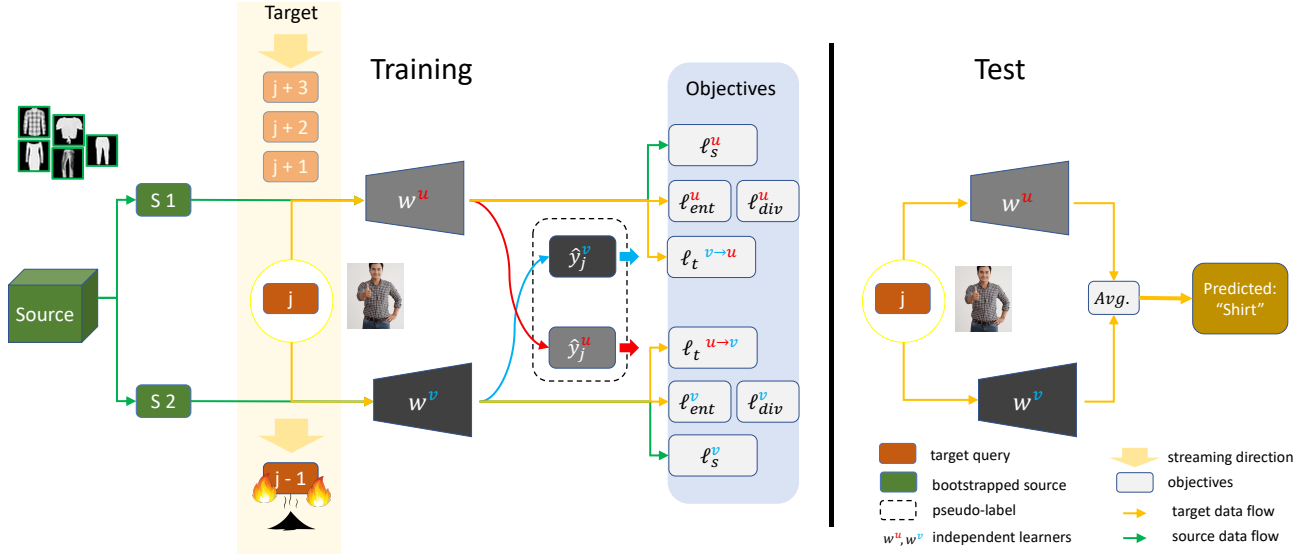 Target
Training
Test
j + 3
j + 2
j + 1
Objectives
S 1
w^u
ℓ_s^u
ℓ_ent^u ℓ_div^u
ŷ_j^v
ℓ_t^{v→u}
Source
j
ŷ_j^u
ℓ_t^{u→v}
S 2
w^v
ℓ_ent^v ℓ_div^v
ℓ_s^v
j - 1
w^u
j
Avg.
Predicted:
“Shirt”
w^v
target query
bootstrapped source
pseudo-label
w^u, w^v independent learners
streaming direction
objectives
target data flow
source data flow